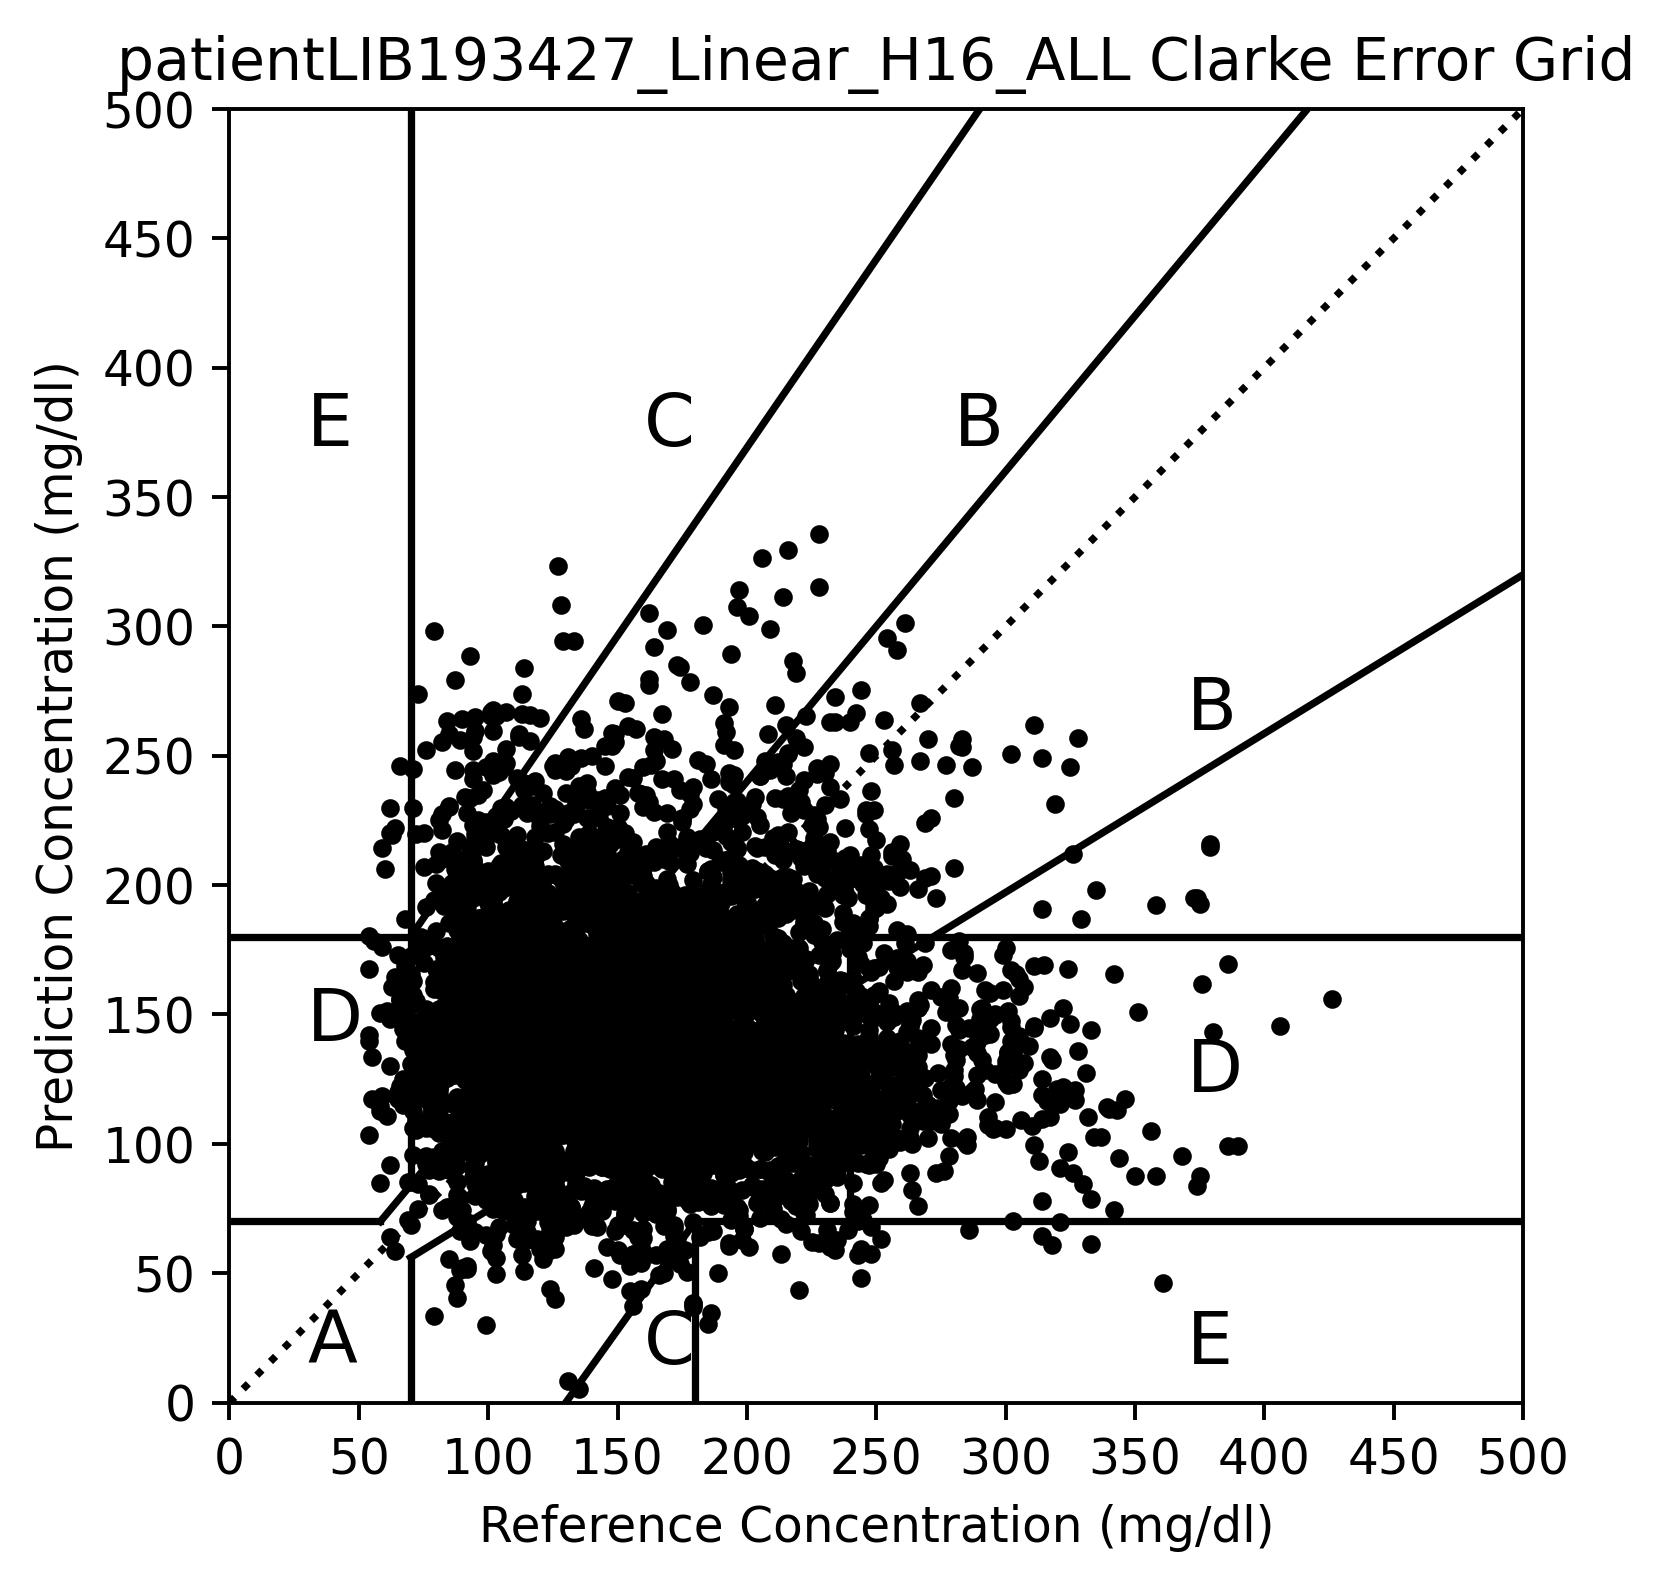 patientLIB193427_Linear_H16_ALL Clarke Error Grid
500
450
400
350
300
250
200
150
100
50
0
Prediction Concentration (mg/dl)
E
C
B
B
D
D
A
C
E
0 50 100 150 200 250 300 350 400 450 500
Reference Concentration (mg/dl)